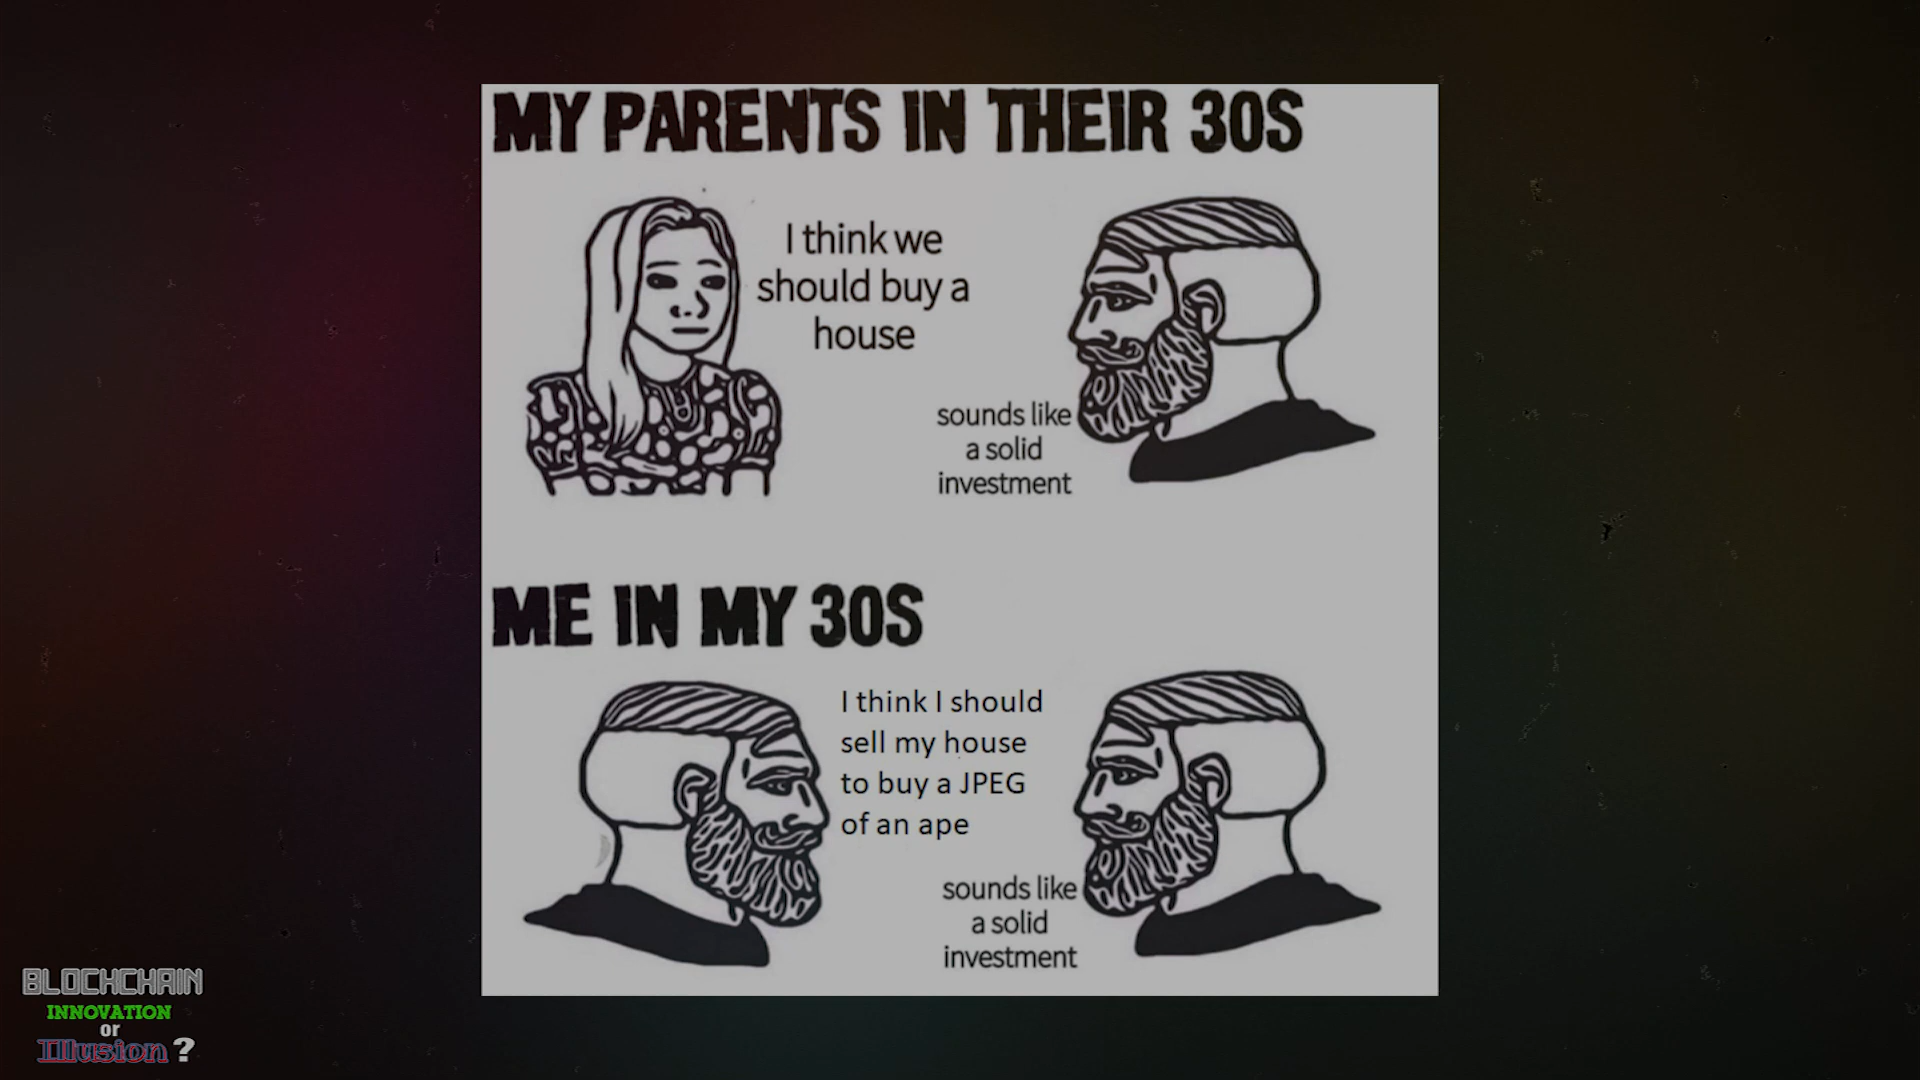 MY PARENTS IN THEIR 30S
I think we
should buy a
house
sounds like
a solid
investment
ME IN MY 30S
I think I should
sell my house
to buy a JPEG
of an ape
sounds like
a solid
investment
BLOCKCHAIN
INNOVATION
or
Illusion?